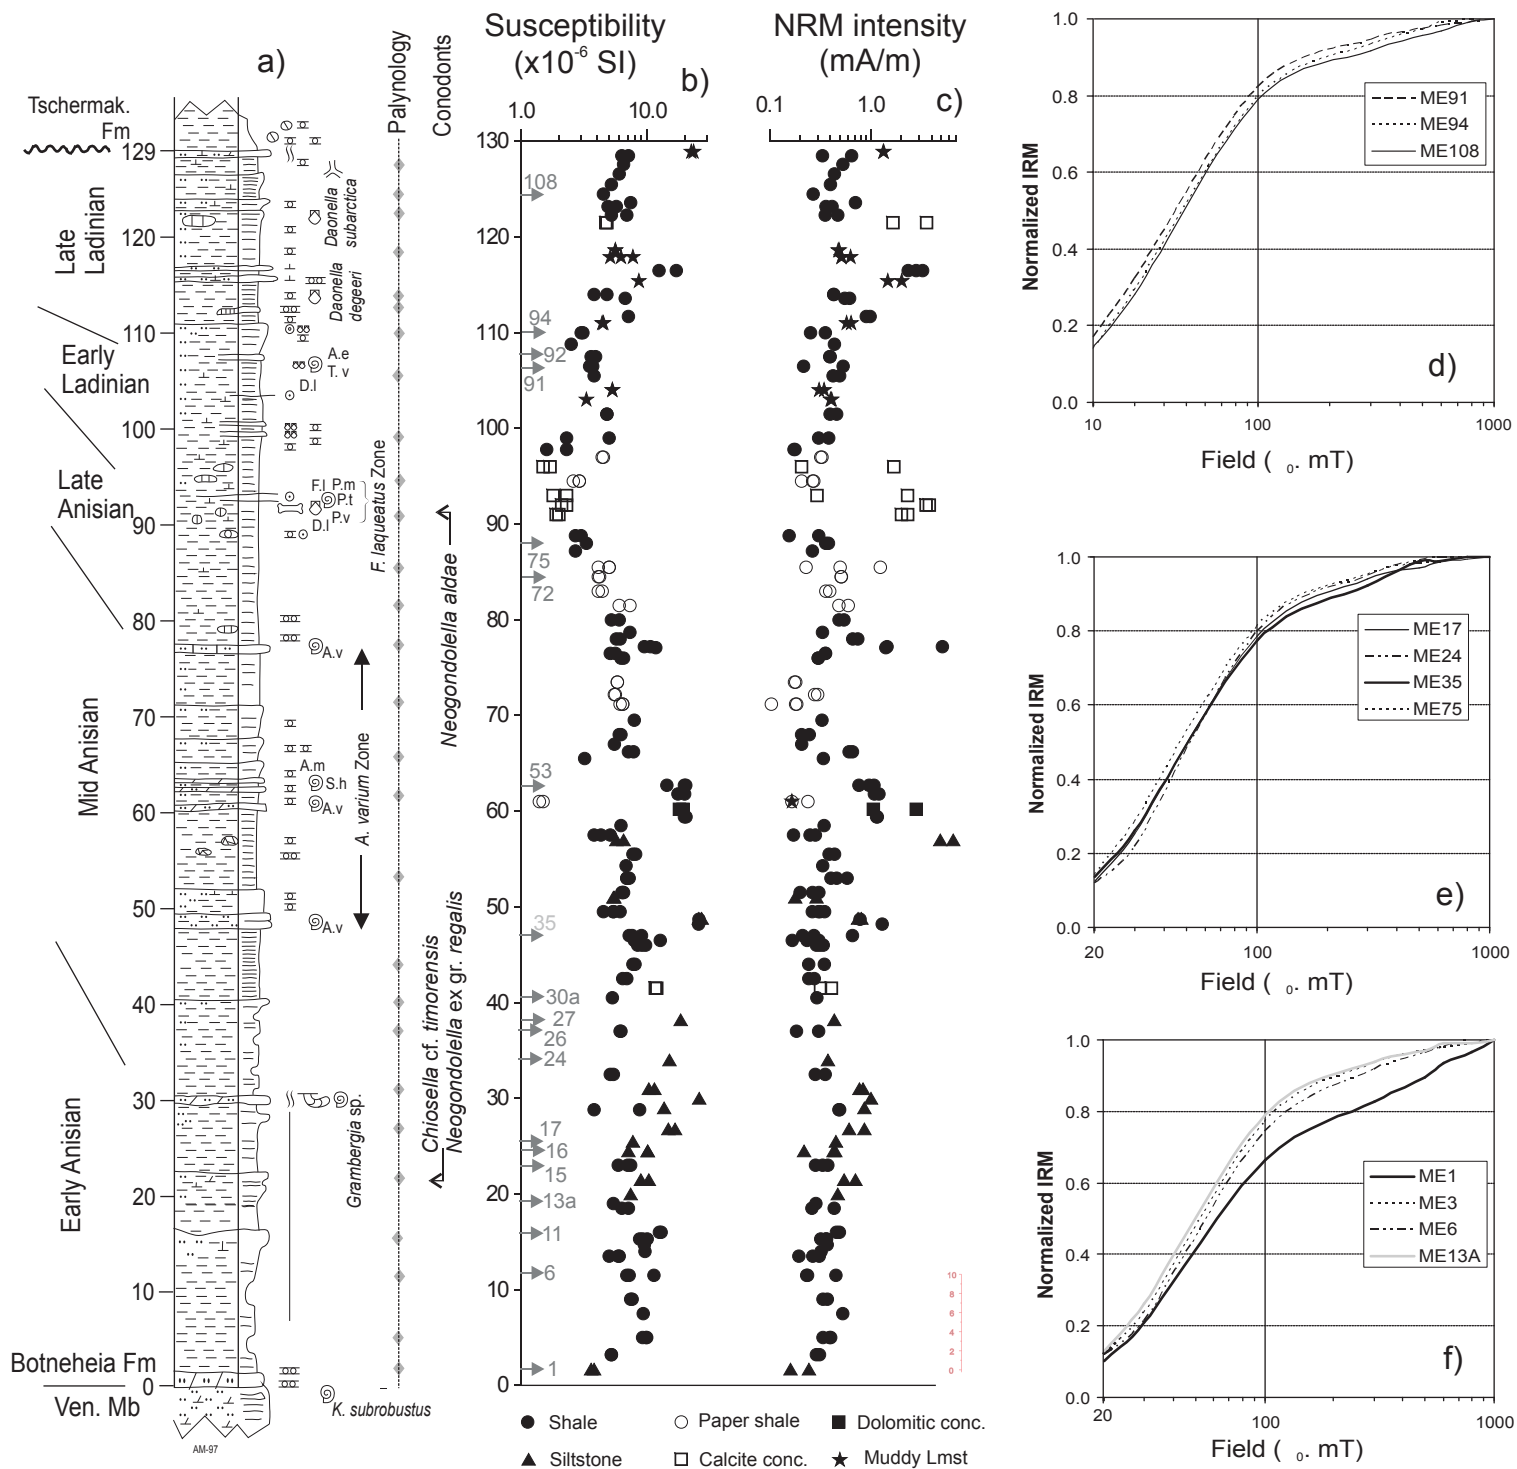 a)
Tschermak.
Fm
129
110
100
90
80
70
60
50
40
30
20
10
0
Late
Ladinian
Early
Ladinian
Late
Anisian
Mid Anisian
Early Anisian
Botneheia Fm
Ven. Mb
AM-97
Daonella
subarctica
Daonella
degeeri
A.e
T. v
D.l
F.l P.m
P.t
D.l P.v
F. laqueatus Zone
A.v
A.m
S.h
A.v
A. varium Zone
A.v
Grambergia sp.
K. subrobustus
Palynology
Conodonts
Neogondolella aldae
Chiosella cf. timorensis
Neogondolella ex gr. regalis
Susceptibility
(x10-6 SI)
b)
1.0 10.0
130
120
110
100
90
80
70
60
50
40
30
20
10
0
108
94
92
91
75
72
53
35
30a
27
26
24
17
16
15
13a
11
6
1
NRM intensity
(mA/m)
c)
0.1 1.0
10
8
6
4
2
0
Shale
Paper shale
Dolomitic conc.
Siltstone
Calcite conc.
Muddy Lmst
Normalized IRM
1.0
0.8
0.6
0.4
0.2
0.0
10 100 1000
Field ( 0. mT)
ME91
ME94
ME108
d)
Normalized IRM
1.0
0.8
0.6
0.4
0.2
0.0
20 100 1000
Field ( 0. mT)
ME17
ME24
ME35
ME75
e)
Normalized IRM
1.0
0.8
0.6
0.4
0.2
0.0
20 100 1000
Field ( 0. mT)
ME1
ME3
ME6
ME13A
f)